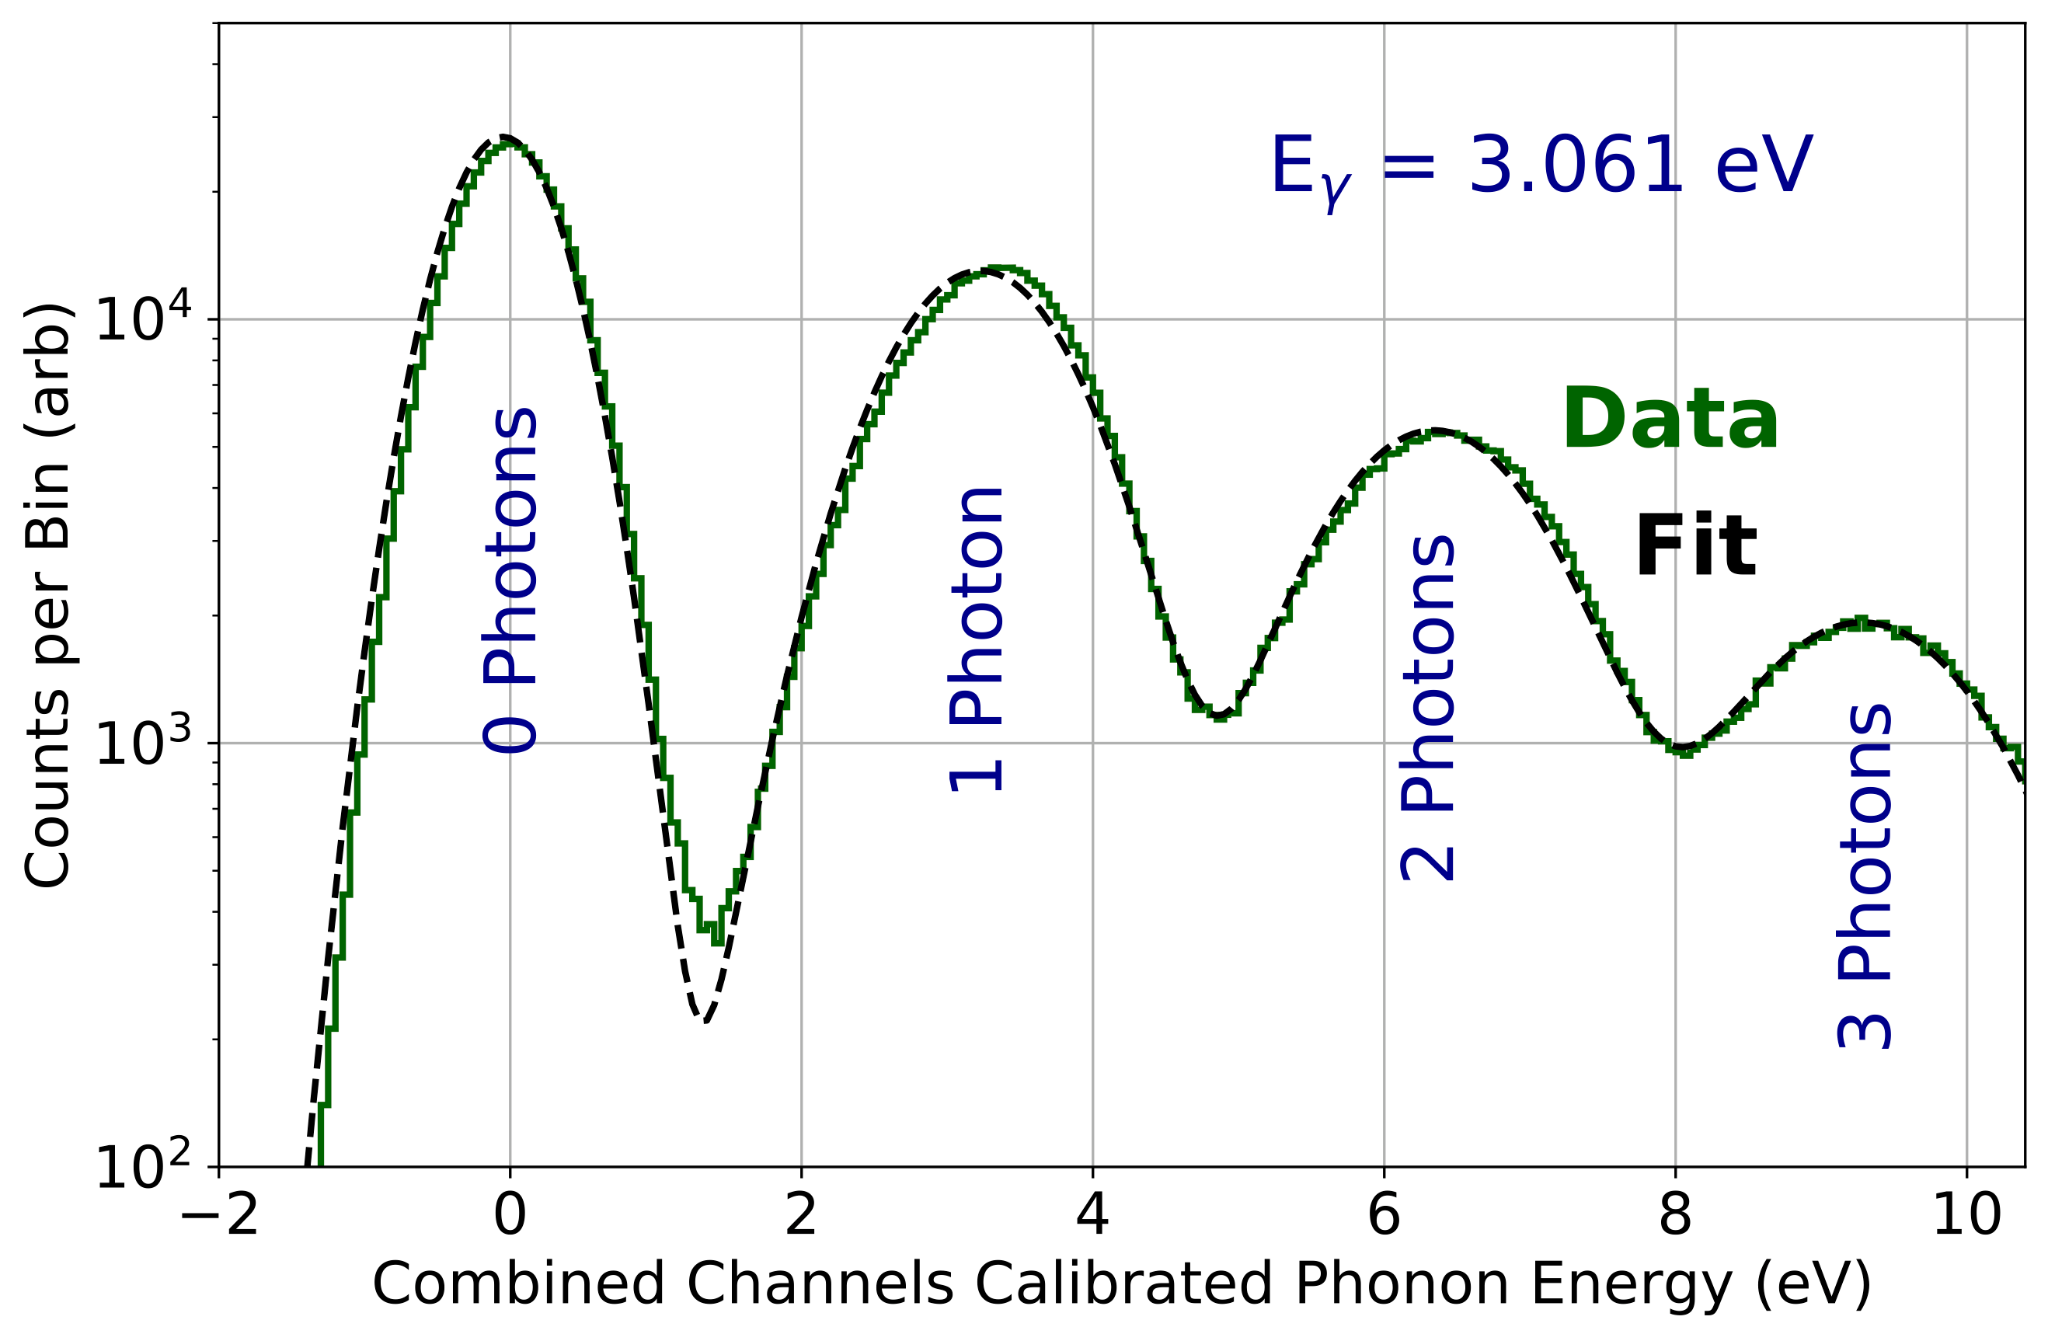 E_γ = 3.061 eV
Data
Fit
0 Photons
1 Photon
2 Photons
3 Photons
Counts per Bin (arb)
10⁴
10³
10²
−2 0 2 4 6 8 10
Combined Channels Calibrated Phonon Energy (eV)